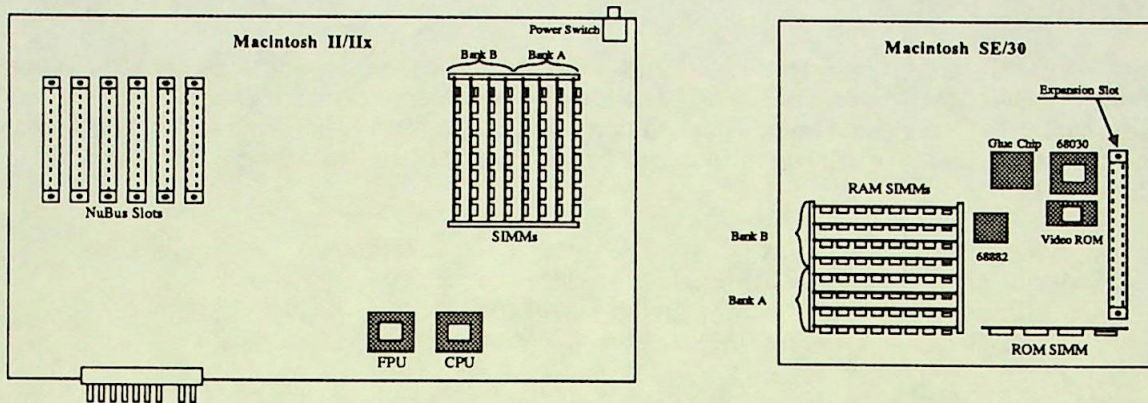 Power Switch
Macintosh II/IIx
Bank B
Bank A
NuBus Slots
SIMMs
FPU
CPU
Macintosh SE/30
Expansion Slot
Glue Chip
68030
RAM SIMMs
Bank B
Video ROM
68882
Bank A
ROM SIMM